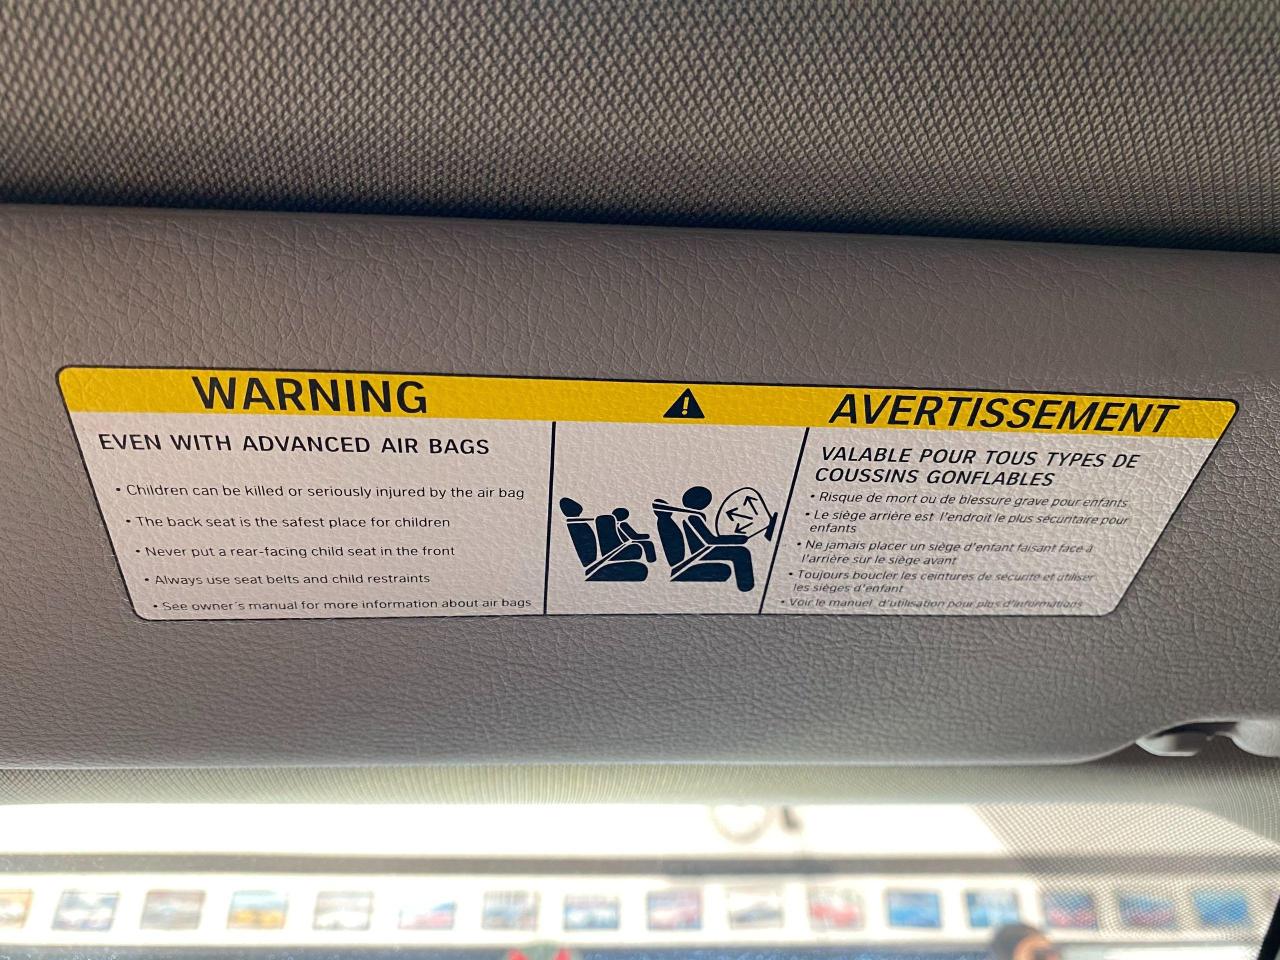 WARNING
EVEN WITH ADVANCED AIR BAGS
• Children can be killed or seriously injured by the air bag
• The back seat is the safest place for children
• Never put a rear-facing child seat in the front
• Always use seat belts and child restraints
• See owner's manual for more information about air bags
AVERTISSEMENT
VALABLE POUR TOUS TYPES DE
COUSSINS GONFLABLES
• Risque de mort ou de blessure grave pour enfants
• Le siège arrière est l'endroit le plus sécuritaire pour
enfants
• Ne jamais placer un siège d'enfant faisant face à
l'arrière sur le siège avant
• Toujours boucler les ceintures de sécurité et utiliser
les sièges d'enfant
• Voir le manuel d'utilisation pour plus d'informations